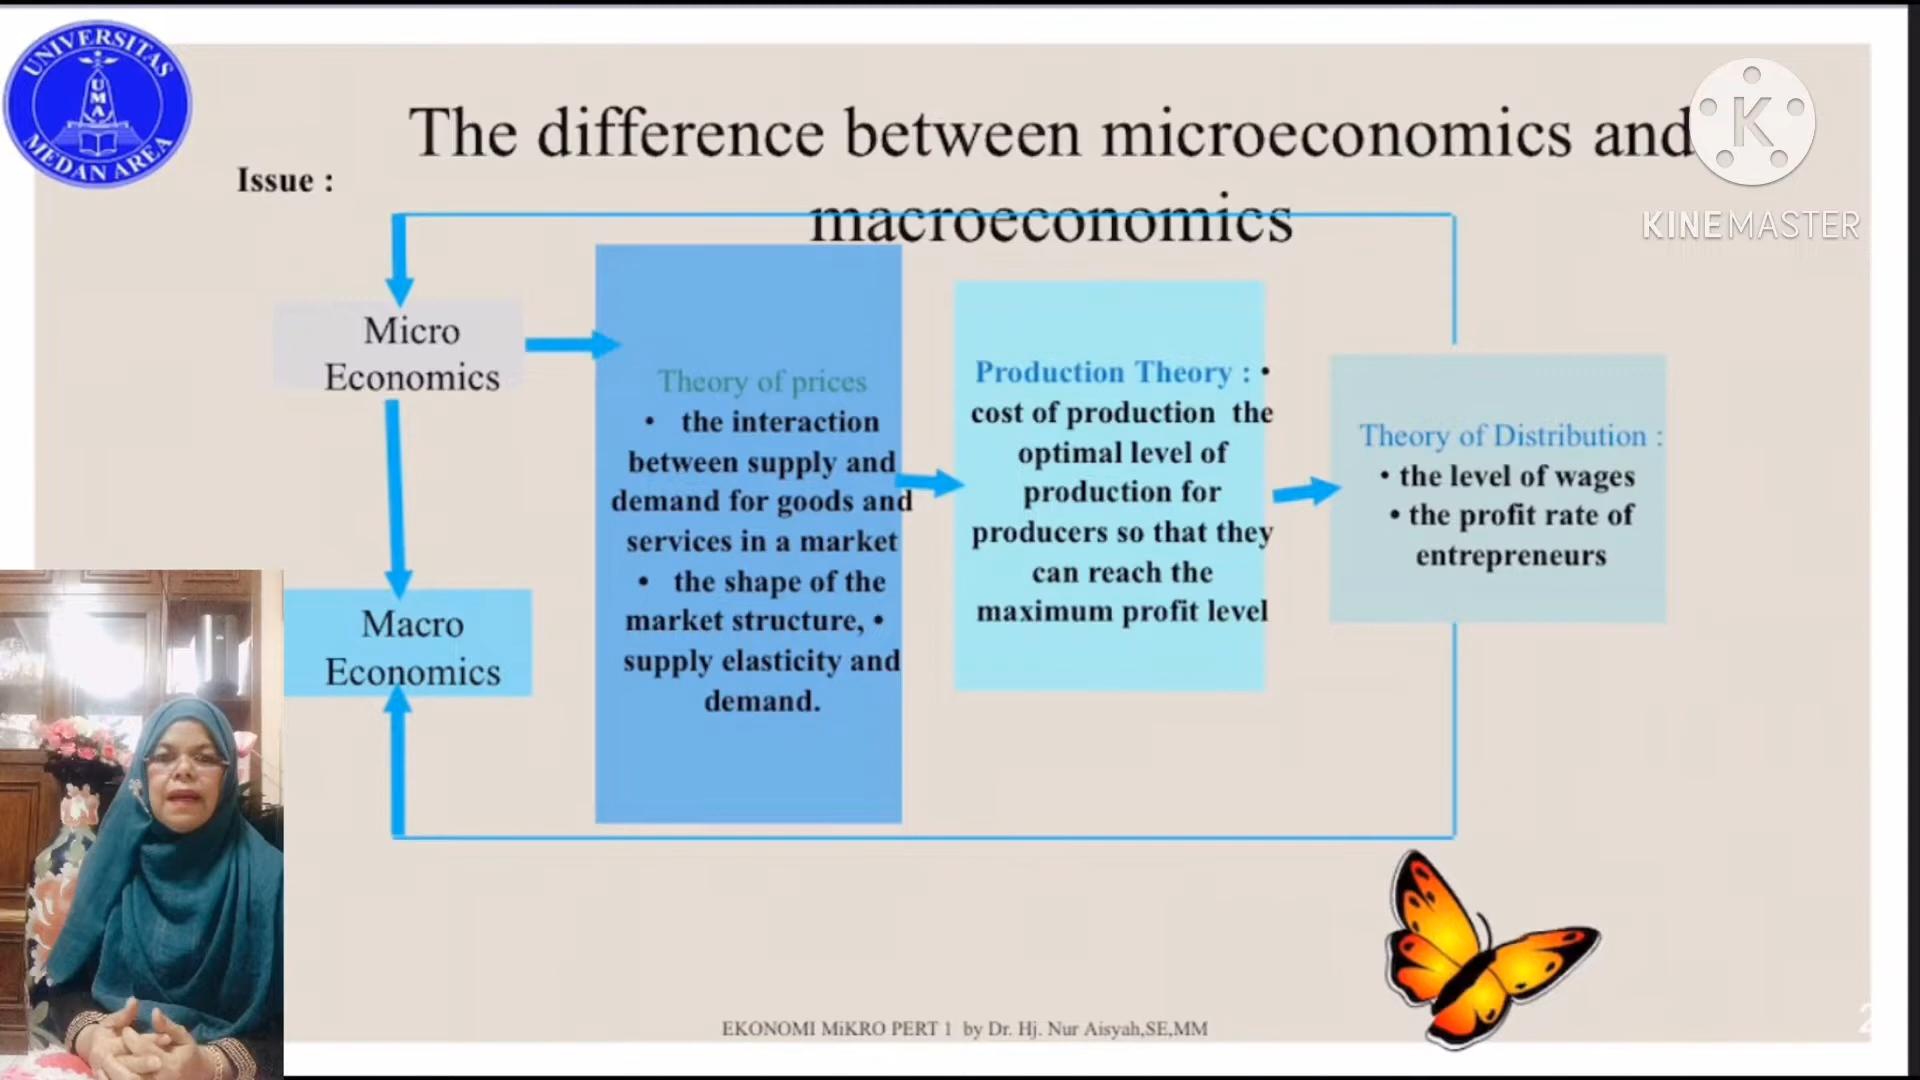 UNIVERSITAS
UMA
MEDAN AREA
The difference between microeconomics and
macroeconomics
K
KINEMASTER
Issue :
Micro
Economics
Macro
Economics
Theory of prices
• the interaction
between supply and
demand for goods and
services in a market
• the shape of the
market structure, •
supply elasticity and
demand.
Production Theory : •
cost of production the
optimal level of
production for
producers so that they
can reach the
maximum profit level
Theory of Distribution :
• the level of wages
• the profit rate of
entrepreneurs
EKONOMI MiKRO PERT 1 by Dr. Hj. Nur Aisyah,SE,MM
2